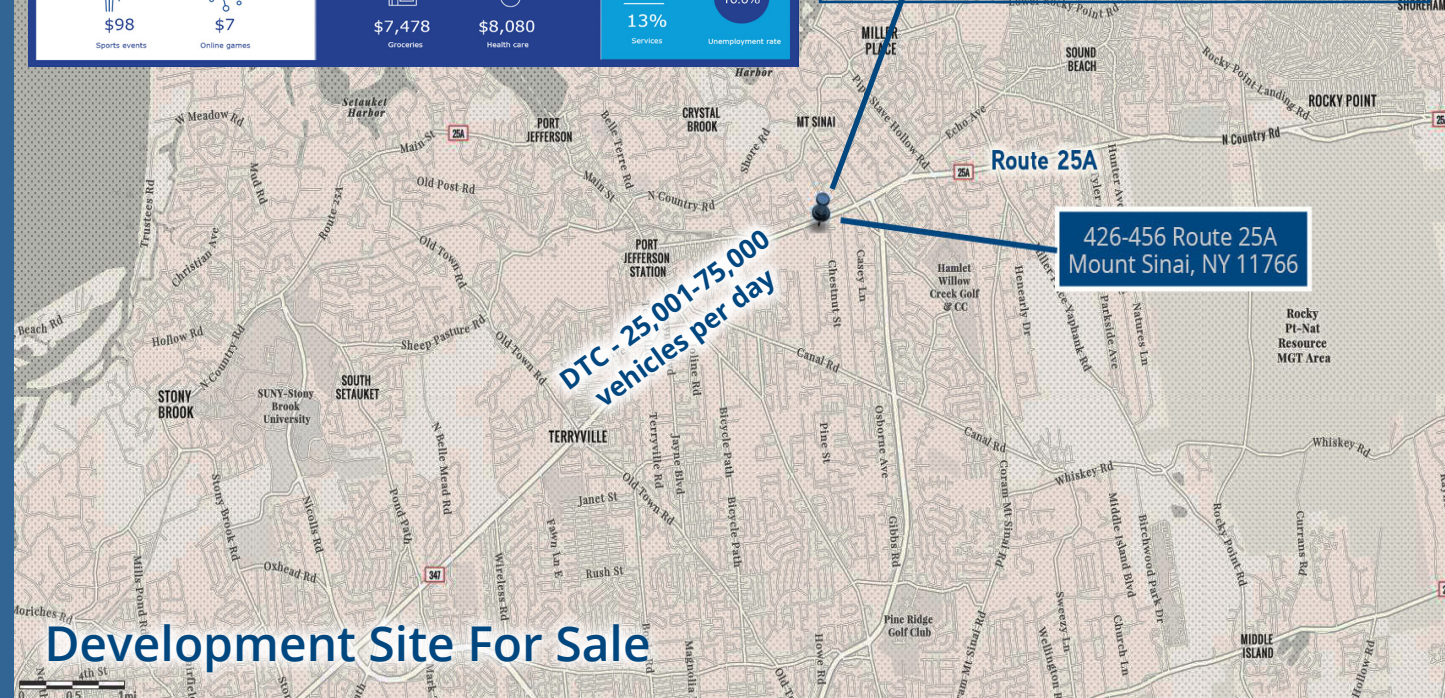 $98
Sports events
$7
Online games
$7,478
Groceries
$8,080
Health care
13%
Services
Unemployment rate
Lower Rocky Point Rd
SHOREHAM
MILLER
PLACE
SOUND
BEACH
Harbor
Rocky Point Landing Rd
ROCKY POINT
Setauket
Harbor
W Meadow Rd
PORT
JEFFERSON
Belle Terre Rd
CRYSTAL
BROOK
MT SINAI
Pipe Stave Hollow Rd
Echo Ave
Main St
25A
N Country Rd
Shore Rd
25A
Route 25A
Hunter Ave
Mud Rd
Old Post Rd
Main St
N Country Rd
Trustees Rd
Route 25A
426-456 Route 25A
Mount Sinai, NY 11766
Christian Ave
Old Town Rd
PORT
JEFFERSON
STATION
DTC - 25,001-75,000
vehicles per day
Chestnut St
Casey Ln
Hamlet
Willow
Creek Golf
& CC
Henearly Dr
Parkside Ave
Natures Ln
Rocky
Pt-Nat
Resource
MGT Area
Beach Rd
Hollow Rd
N Country Rd
Sheep Pasture Rd
Old Town Rd
Canal Rd
STONY
BROOK
SUNY-Stony
Brook
University
SOUTH
SETAUKET
TERRYVILLE
N Belle Mead Rd
Terryville Rd
Jayne Blvd
Bicycle Path
Pine St
Osborne Ave
Canal Rd
Whiskey Rd
Whiskey Rd
Stony Brook Rd
Nicolls Rd
Pond Path
Janet St
Old Town Rd
Bicycle Path
Gibbs Rd
Coram Mt Sinai Rd
Middle Island Blvd
Birchwood Park Dr
Rocky Point Rd
Currans Rd
Oxhead Rd
347
Wireless Rd
Fawn Ln E
Rush St
Mills Pond Rd
Moriches Rd
Pine Ridge
Golf Club
Sweezy Ln
Church Ln
MIDDLE
ISLAND
Development Site For Sale
Magnolia
Howe Rd
4th St
0 0.5 1mi